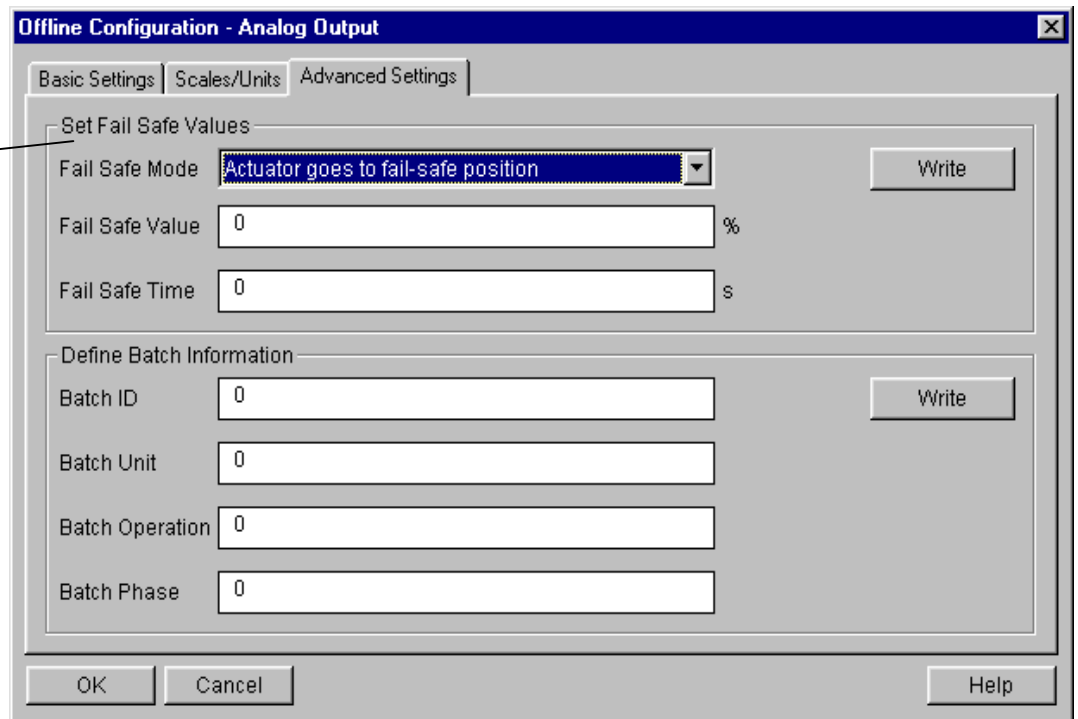 Offline Configuration - Analog Output
Basic Settings Scales/Units Advanced Settings
Set Fail Safe Values
Fail Safe Mode Actuator goes to fail-safe position Write
Fail Safe Value 0 %
Fail Safe Time 0 s
Define Batch Information
Batch ID 0 Write
Batch Unit 0
Batch Operation 0
Batch Phase 0
OK Cancel Help